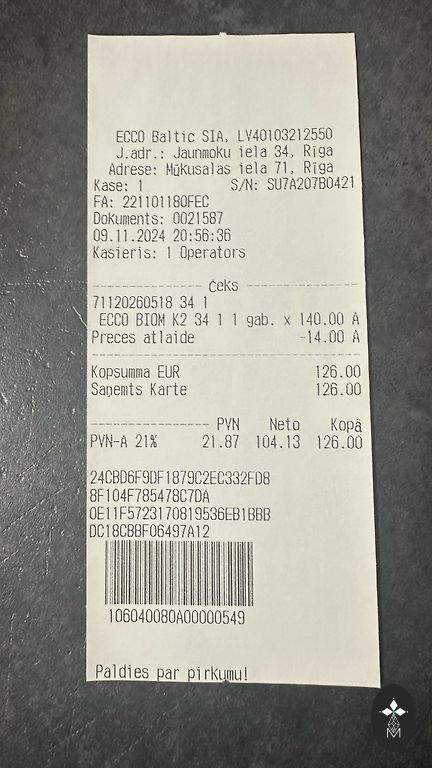 ECCO Baltic SIA, LV40103212550
J.adr.: Jaunmoku iela 34, Rīga
Adrese: Mūkusalas iela 71, Rīga
Kase: 1 S/N: SU7A207B0421
FA: 221101180FEC
Dokuments: 0021587
09.11.2024 20:56:36
Kasieris: 1 Operators
Čeks
71120260518 34 1
ECCO BIOM K2 34 1 1 gab. x 140.00 A
Preces atlaide -14.00 A
Kopsumma EUR 126.00
Saņemts Karte 126.00
PVN Neto Kopā
PVN-A 21% 21.87 104.13 126.00
24CBD6F9DF1879C2EC332FD8
8F104F785478C7DA
0E11F5723170819536EB1BBB
DC18CBBF06497A12
106040080A00000549
Paldies par pirkumu!
M